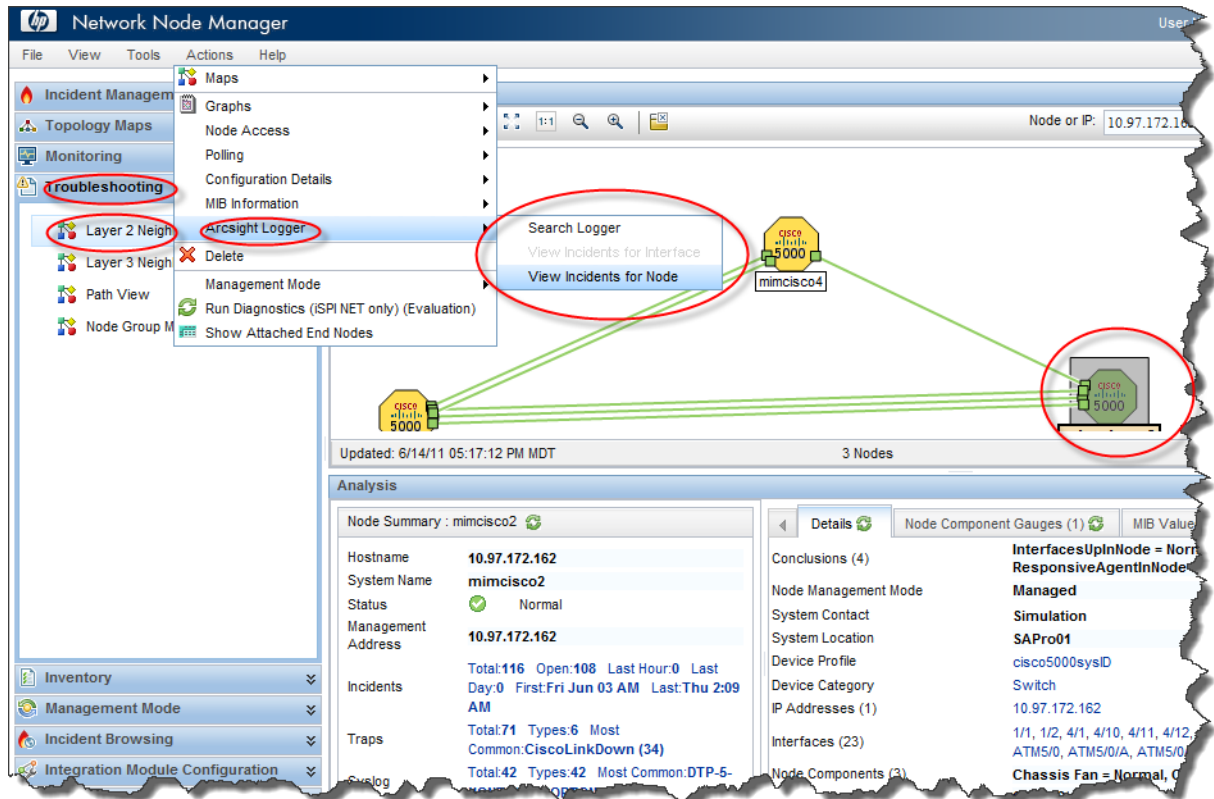 hp Network Node Manager
User
File View Tools Actions Help
Incident Managem
Topology Maps
Monitoring
Troubleshooting
Layer 2 Neigh
Layer 3 Neigh
Path View
Node Group M
Inventory
Management Mode
Incident Browsing
Integration Module Configuration
Maps
Graphs
Node Access
Polling
Configuration Details
MIB Information
Arcsight Logger
Delete
Management Mode
Run Diagnostics (iSPI NET only) (Evaluation)
Show Attached End Nodes
Search Logger
View Incidents for Interface
View Incidents for Node
1:1
Node or IP: 10.97.172.16
CISCO
5000
mimcisco4
CISCO
5000
CISCO
5000
Updated: 6/14/11 05:17:12 PM MDT 3 Nodes
Analysis
Node Summary : mimcisco2
Hostname 10.97.172.162
System Name mimcisco2
Status Normal
Management
Address 10.97.172.162
Incidents Total:116 Open:108 Last Hour:0 Last
Day:0 First:Fri Jun 03 AM Last:Thu 2:09
AM
Traps Total:71 Types:6 Most
Common:CiscoLinkDown (34)
Syslog Total:42 Types:42 Most Common:DTP-5-
Details Node Component Gauges (1) MIB Value
Conclusions (4) InterfacesUpInNode = Norm
ResponsiveAgentInNode
Node Management Mode Managed
System Contact Simulation
System Location SAPro01
Device Profile cisco5000sysID
Device Category Switch
IP Addresses (1) 10.97.172.162
Interfaces (23) 1/1, 1/2, 4/1, 4/10, 4/11, 4/12,
ATM5/0, ATM5/0/A, ATM5/0
Node Components (3) Chassis Fan = Normal, C